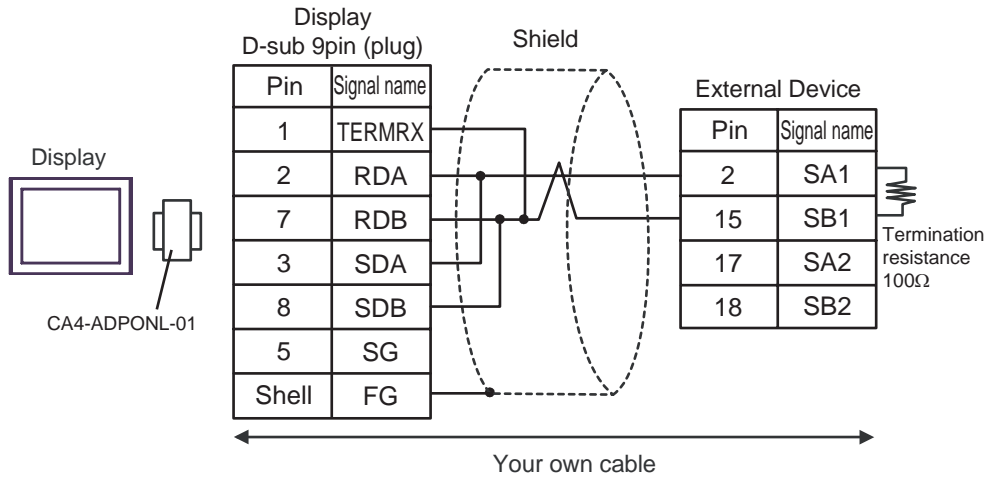 Display
D-sub 9pin (plug)
Shield
Pin Signal name
1 TERMRX
2 RDA
7 RDB
3 SDA
8 SDB
5 SG
Shell FG
External Device
Pin Signal name
2 SA1
15 SB1
17 SA2
18 SB2
Termination
resistance
100Ω
Display
CA4-ADPONL-01
Your own cable